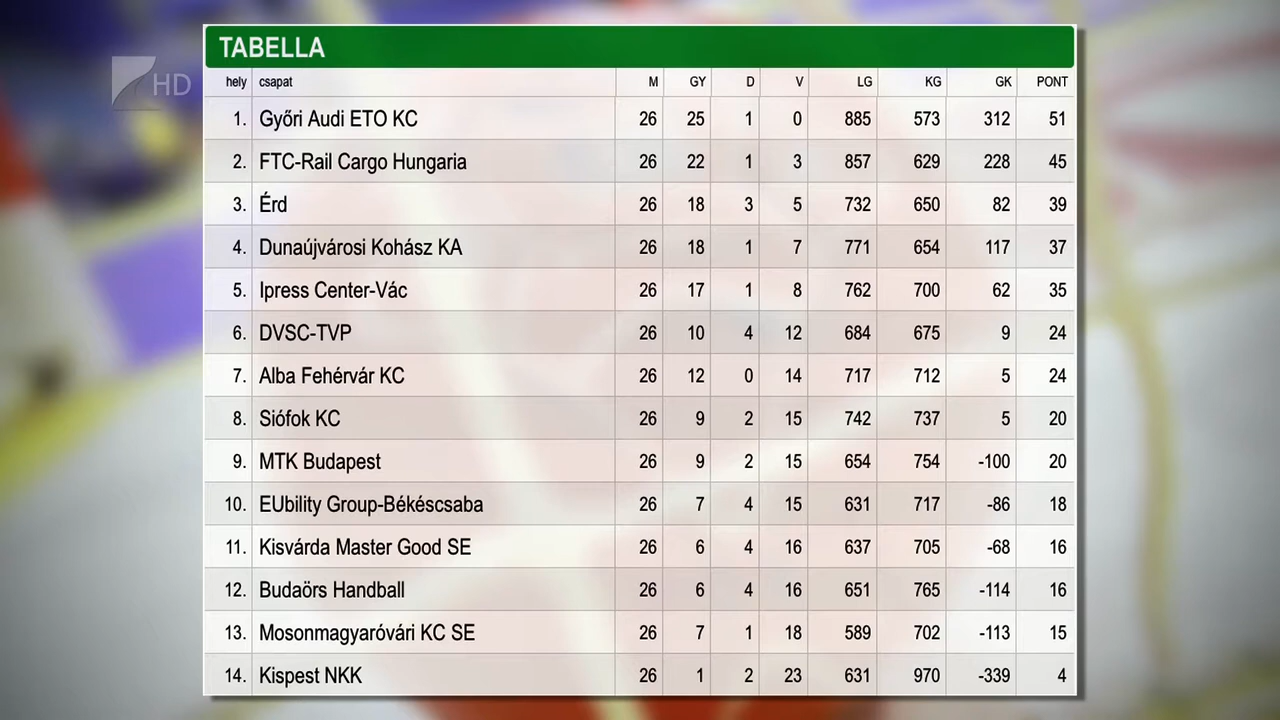 TABELLA
HD
hely csapat M GY D V LG KG GK PONT
1. Győri Audi ETO KC 26 25 1 0 885 573 312 51
2. FTC-Rail Cargo Hungaria 26 22 1 3 857 629 228 45
3. Érd 26 18 3 5 732 650 82 39
4. Dunaújvárosi Kohász KA 26 18 1 7 771 654 117 37
5. Ipress Center-Vác 26 17 1 8 762 700 62 35
6. DVSC-TVP 26 10 4 12 684 675 9 24
7. Alba Fehérvár KC 26 12 0 14 717 712 5 24
8. Siófok KC 26 9 2 15 742 737 5 20
9. MTK Budapest 26 9 2 15 654 754 -100 20
10. EUbility Group-Békéscsaba 26 7 4 15 631 717 -86 18
11. Kisvárda Master Good SE 26 6 4 16 637 705 -68 16
12. Budaörs Handball 26 6 4 16 651 765 -114 16
13. Mosonmagyaróvári KC SE 26 7 1 18 589 702 -113 15
14. Kispest NKK 26 1 2 23 631 970 -339 4